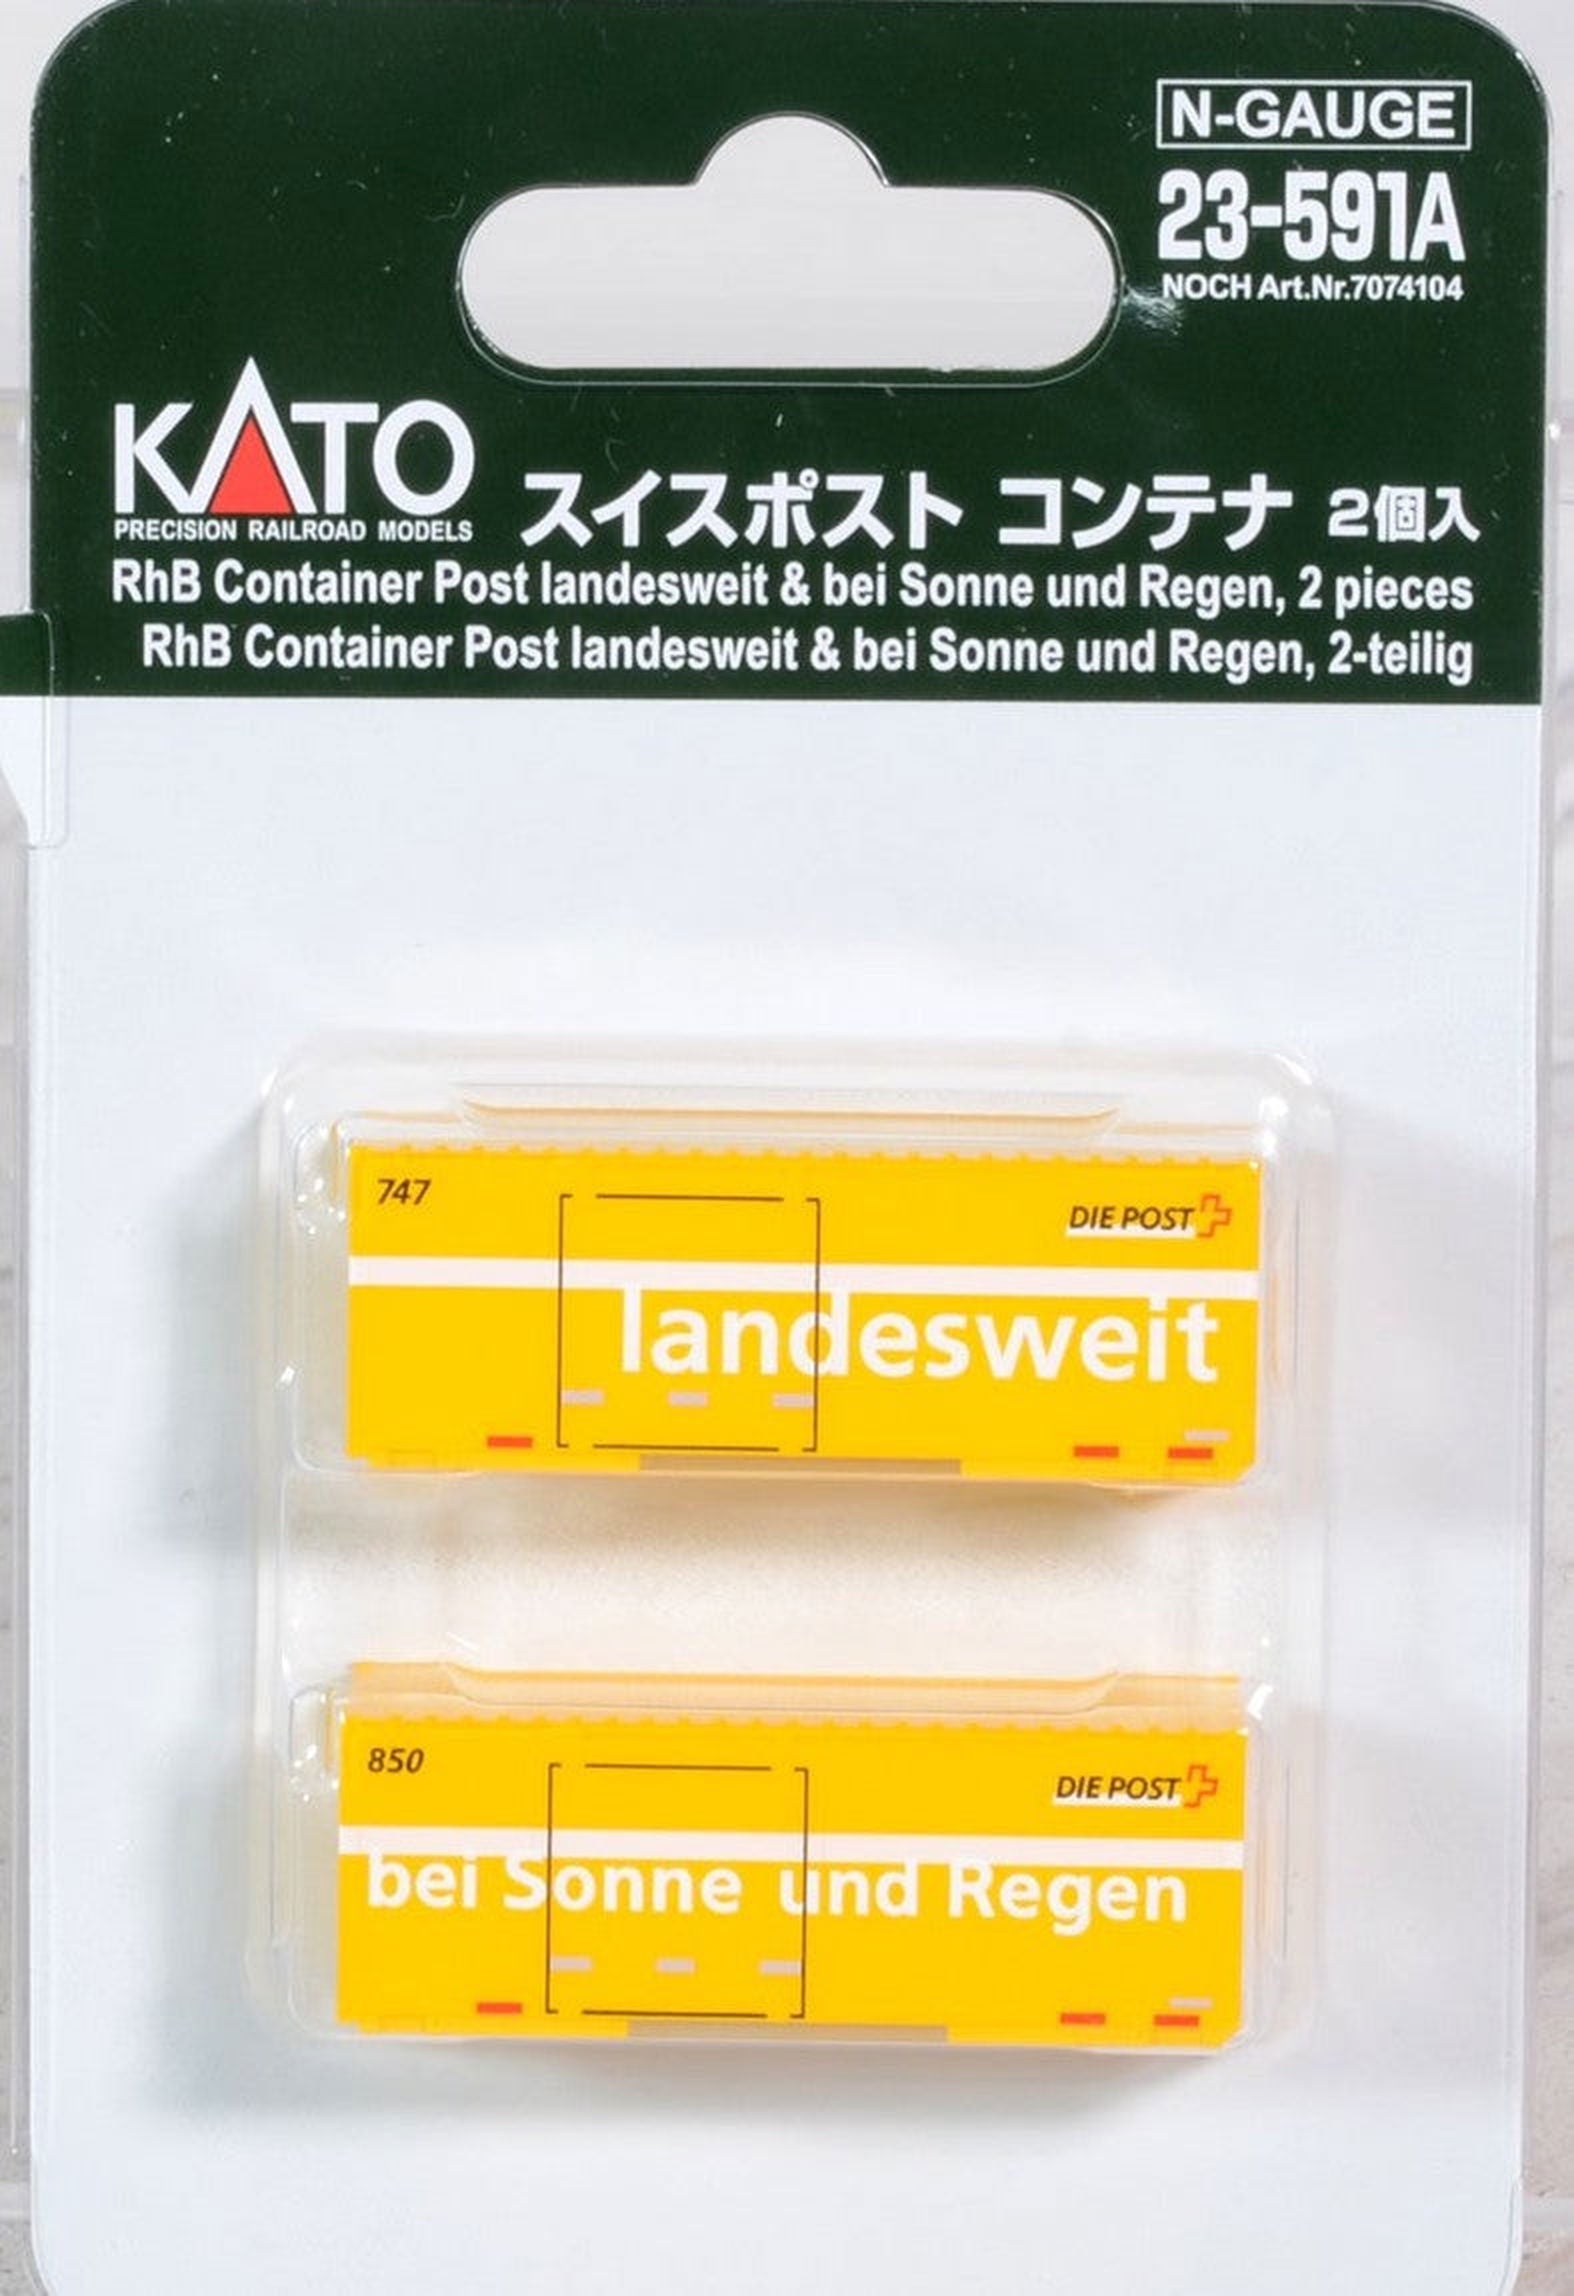 N-GAUGE
23-591A
NOCH Art.Nr.7074104
KATO
PRECISION RAILROAD MODELS
スイスポスト コンテナ 2個入
RhB Container Post landesweit & bei Sonne und Regen, 2 pieces
RhB Container Post landesweit & bei Sonne und Regen, 2-teilig
747
DIE POST
landesweit
850
DIE POST
bei Sonne und Regen